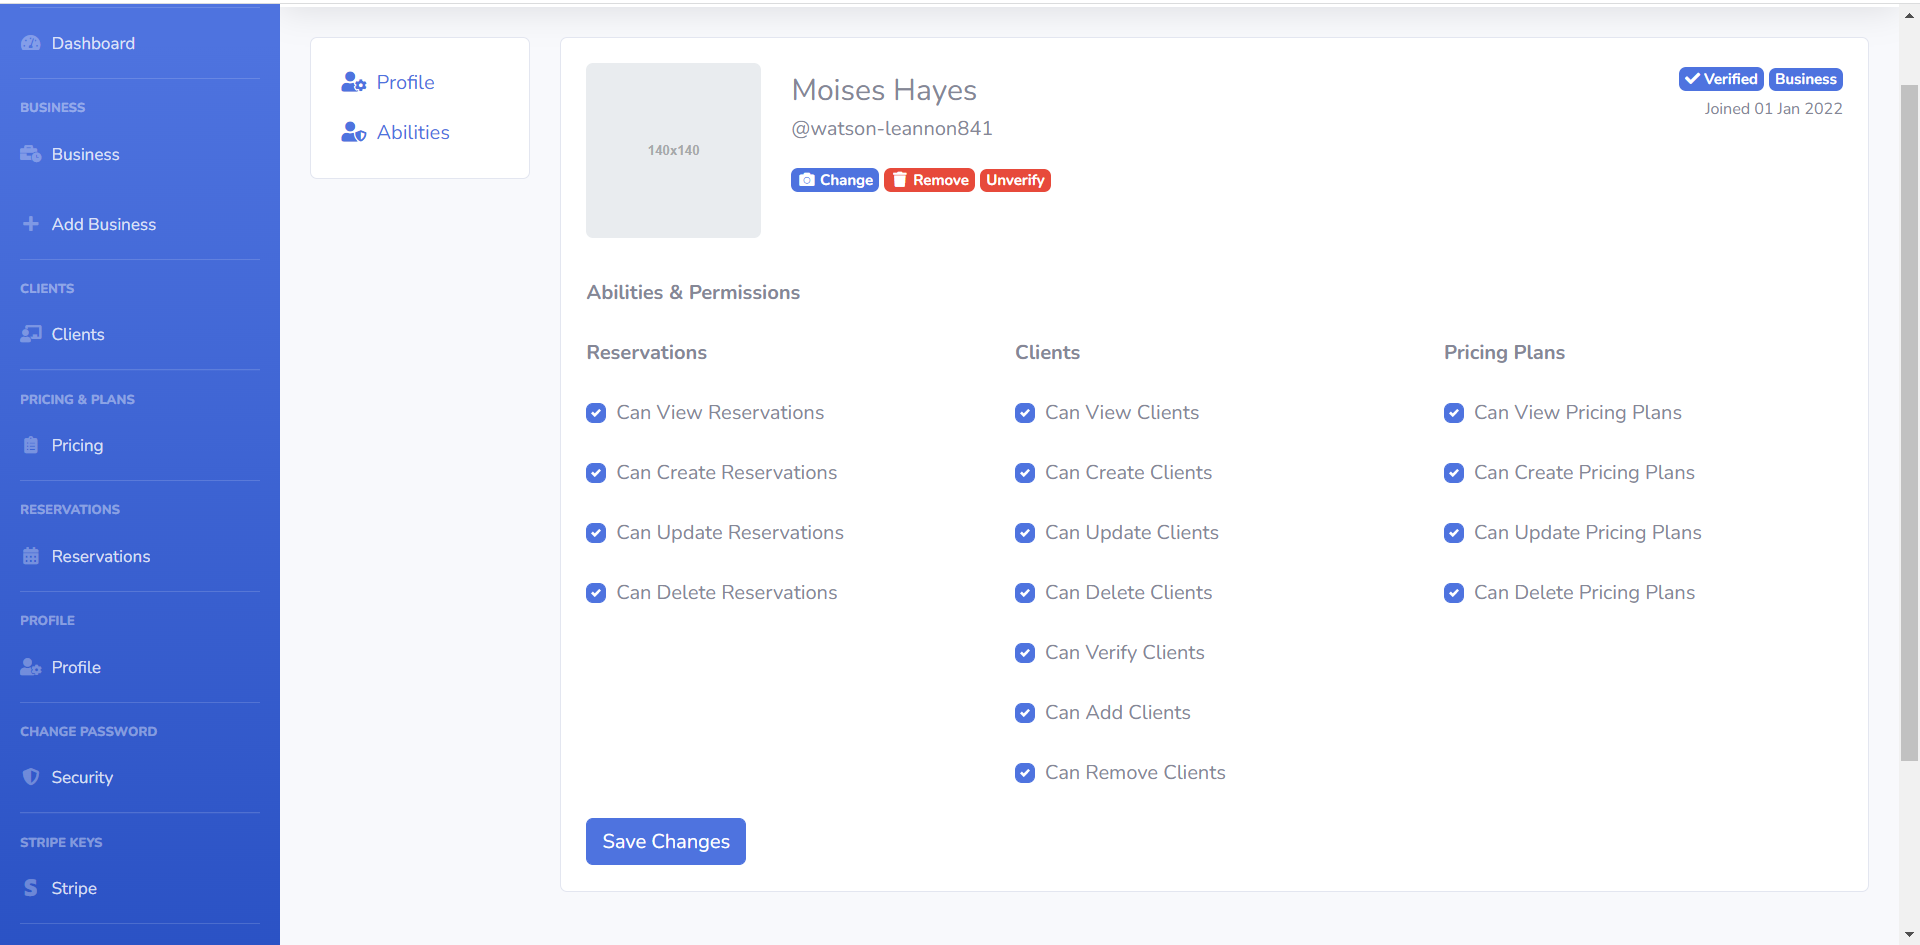 Dashboard
BUSINESS
Business
Add Business
CLIENTS
Clients
PRICING & PLANS
Pricing
RESERVATIONS
Reservations
PROFILE
Profile
CHANGE PASSWORD
Security
STRIPE KEYS
Stripe
Profile
Abilities
140x140
Moises Hayes
@watson-leannon841
Change Remove Unverify
Verified Business
Joined 01 Jan 2022
Abilities & Permissions
Reservations
Can View Reservations
Can Create Reservations
Can Update Reservations
Can Delete Reservations
Clients
Can View Clients
Can Create Clients
Can Update Clients
Can Delete Clients
Can Verify Clients
Can Add Clients
Can Remove Clients
Pricing Plans
Can View Pricing Plans
Can Create Pricing Plans
Can Update Pricing Plans
Can Delete Pricing Plans
Save Changes